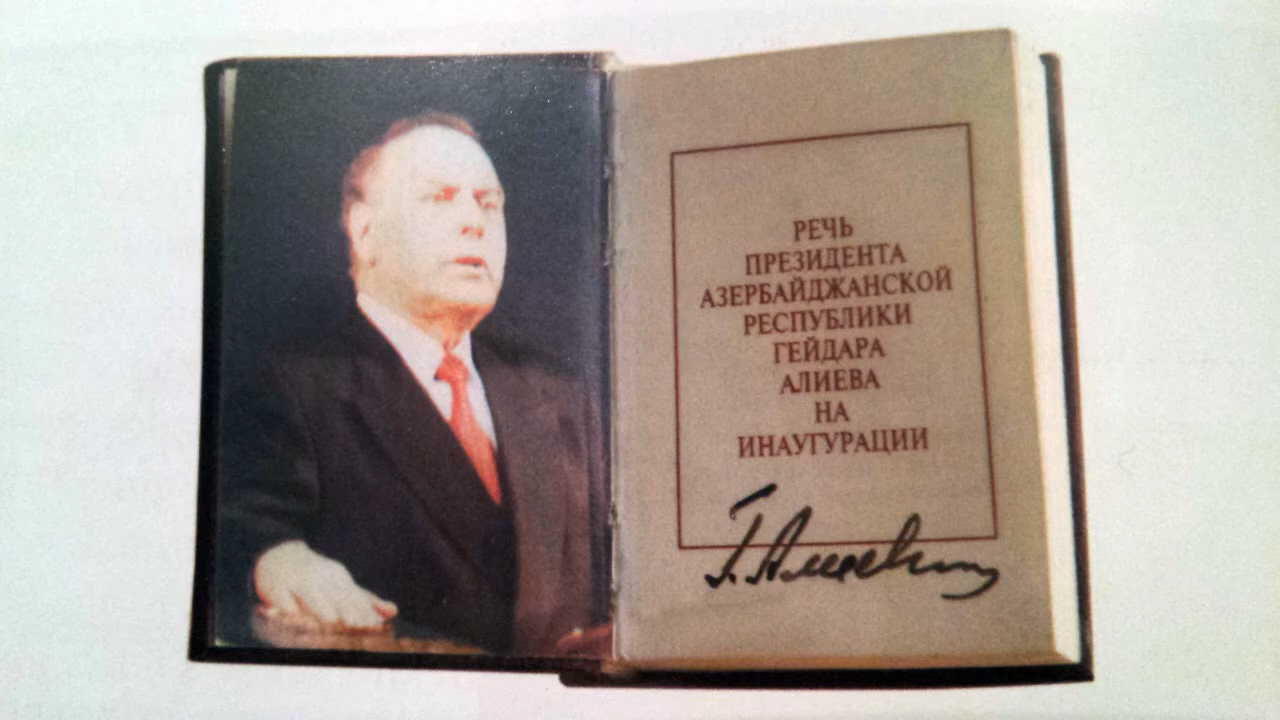 РЕЧЬ
ПРЕЗИДЕНТА
АЗЕРБАЙДЖАНСКОЙ
РЕСПУБЛИКИ
ГЕЙДАРА
АЛИЕВА
НА
ИНАУГУРАЦИИ
Г. Алиев